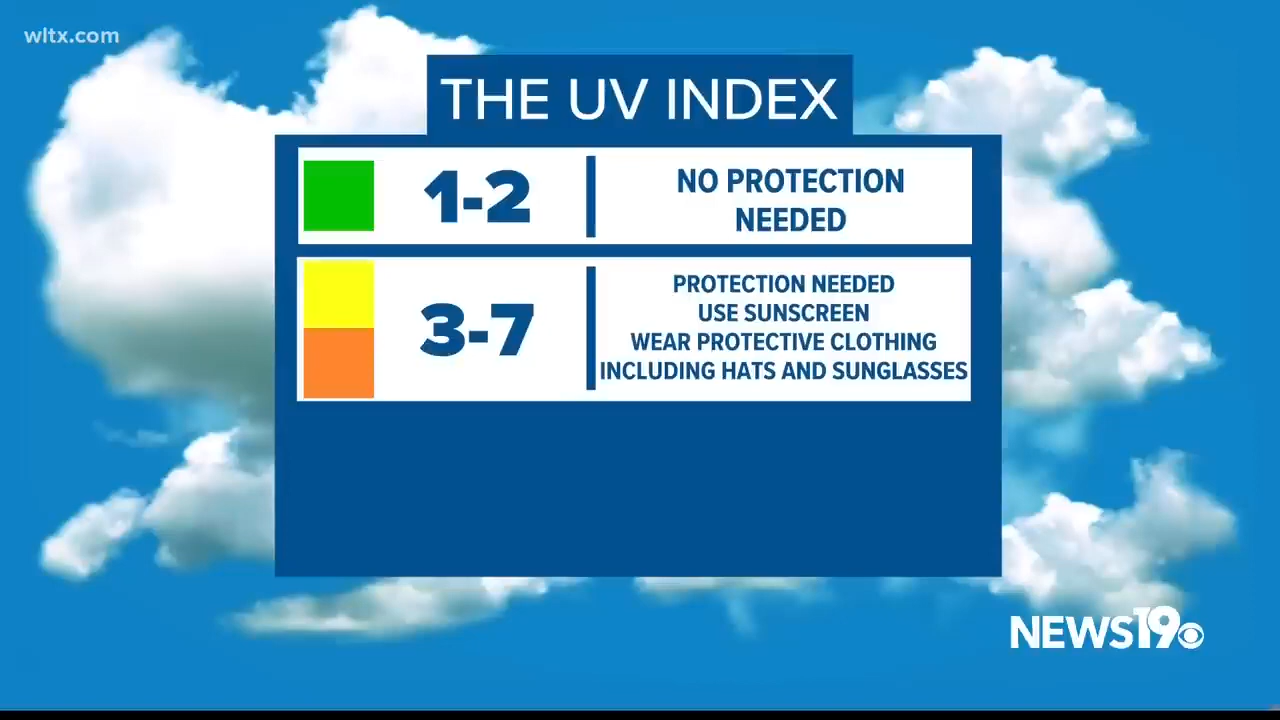 wltx.com
THE UV INDEX
1-2
NO PROTECTION
NEEDED
3-7
PROTECTION NEEDED
USE SUNSCREEN
WEAR PROTECTIVE CLOTHING
INCLUDING HATS AND SUNGLASSES
NEWS19